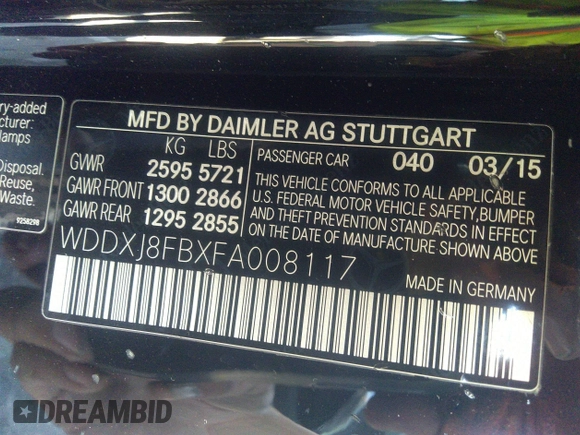 ry-added
cturer:
lamps
Disposal.
Reuse,
Waste.
9258298
MFD BY DAIMLER AG STUTTGART
KG LBS
GVWR 2595 5721
GAWR FRONT 1300 2866
GAWR REAR 1295 2855
PASSENGER CAR 040 03/15
THIS VEHICLE CONFORMS TO ALL APPLICABLE
U.S. FEDERAL MOTOR VEHICLE SAFETY,BUMPER
AND THEFT PREVENTION STANDARDS IN EFFECT
ON THE DATE OF MANUFACTURE SHOWN ABOVE
WDDXJ8FBXFA008117
MADE IN GERMANY
DREAMBID